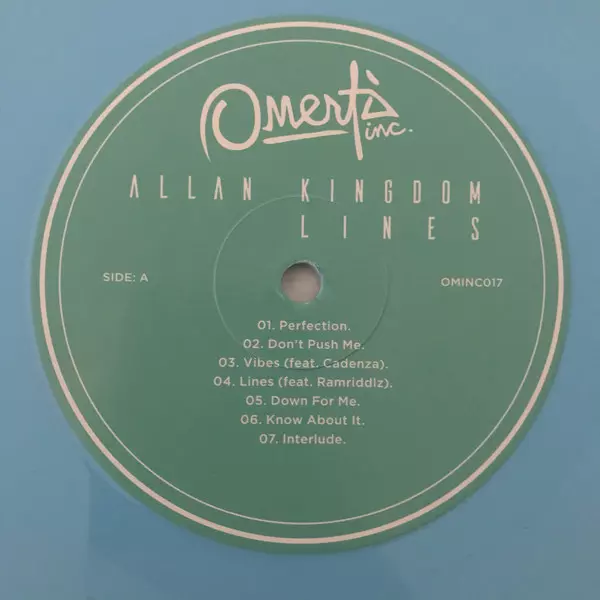 Omertà
inc.
ALLAN KINGDOM
LINES
SIDE: A
OMINC017
01. Perfection.
02. Don't Push Me.
03. Vibes (feat. Cadenza).
04. Lines (feat. Ramriddlz).
05. Down For Me.
06. Know About It.
07. Interlude.